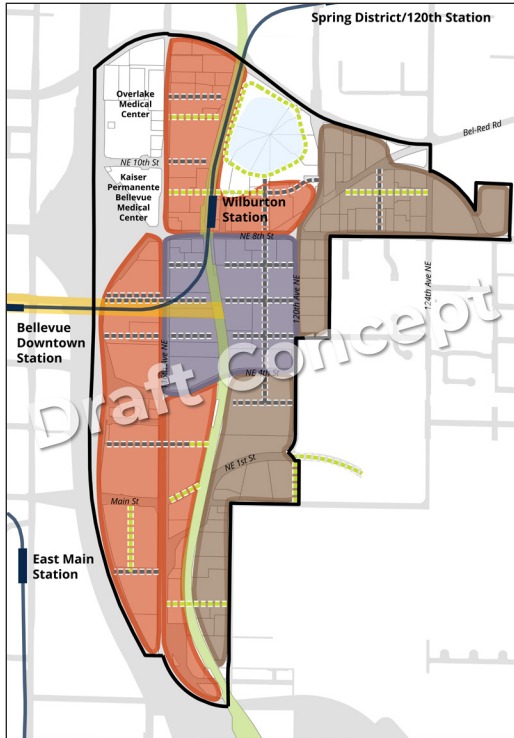 Spring District/120th Station
Overlake
Medical
Center
Bel-Red Rd
NE 10th St
Kaiser
Permanente
Bellevue
Medical
Center
Wilburton
Station
NE 8th St
120th Ave NE
124th Ave NE
Bellevue
Downtown
Station
Ave NE
NE 4th St
Draft Concept
NE 1st St
Main St
East Main
Station